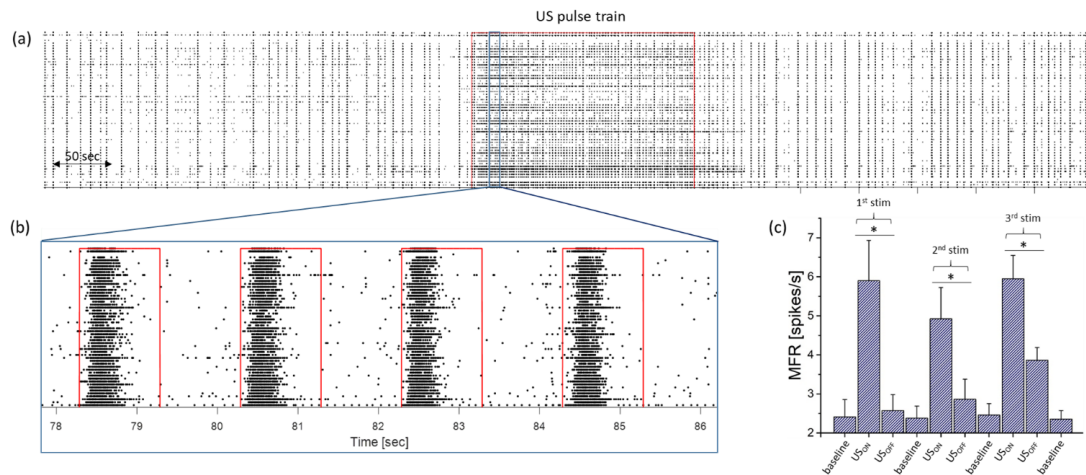 US pulse train
(a)
50 sec
(b)
78 79 80 81 82 83 84 85 86
Time [sec]
(c)
1st stim
2nd stim
3rd stim
*
*
*
7
6
5
4
3
2
MFR [spikes/s]
baseline
USON
USOFF
baseline
USON
USOFF
baseline
USON
USOFF
baseline